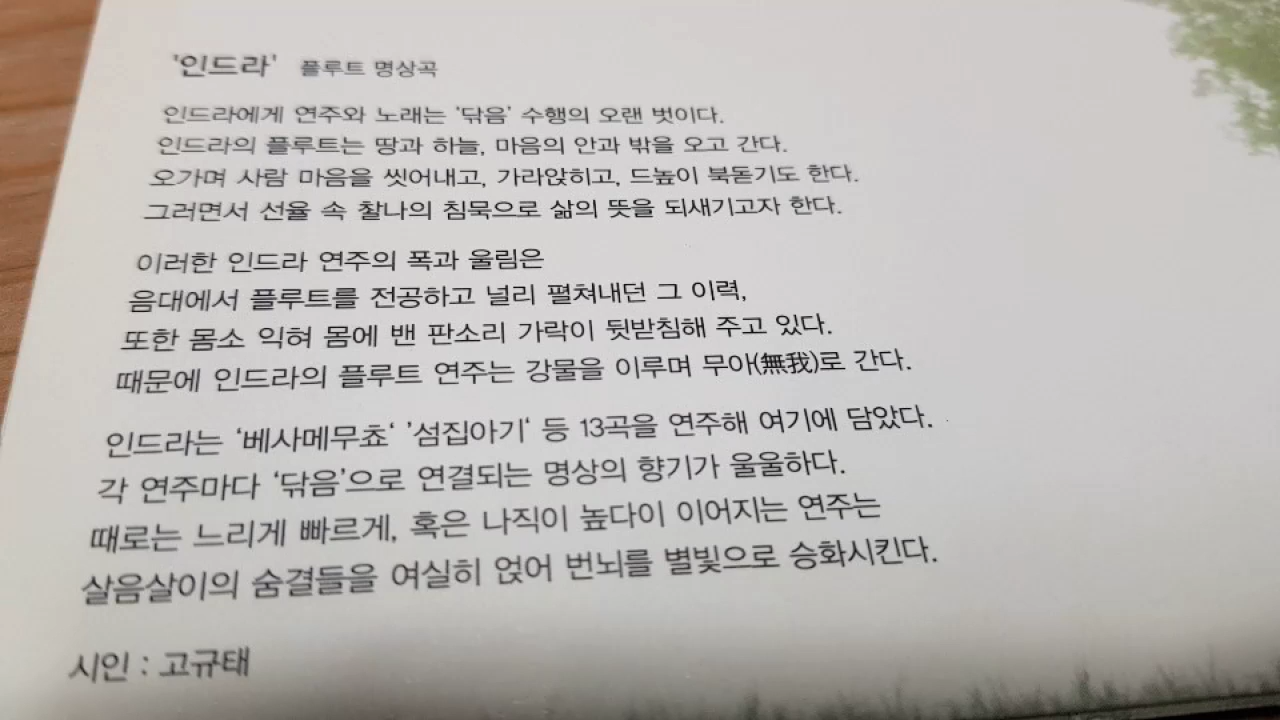 '인드라' 플루트 명상곡
인드라에게 연주와 노래는 '닦음' 수행의 오랜 벗이다.
인드라의 플루트는 땅과 하늘, 마음의 안과 밖을 오고 간다.
오가며 사람 마음을 씻어내고, 가라앉히고, 드높이 북돋기도 한다.
그러면서 선율 속 찰나의 침묵으로 삶의 뜻을 되새기고자 한다.
이러한 인드라 연주의 폭과 울림은
음대에서 플루트를 전공하고 널리 펼쳐내던 그 이력,
또한 몸소 익혀 몸에 밴 판소리 가락이 뒷받침해 주고 있다.
때문에 인드라의 플루트 연주는 강물을 이루며 무아(無我)로 간다.
인드라는 '베사메무쵸' '섬집아기' 등 13곡을 연주해 여기에 담았다.
각 연주마다 '닦음'으로 연결되는 명상의 향기가 울울하다.
때로는 느리게 빠르게, 혹은 나직이 높다이 이어지는 연주는
살음살이의 숨결들을 여실히 얹어 번뇌를 별빛으로 승화시킨다.
시인 : 고규태